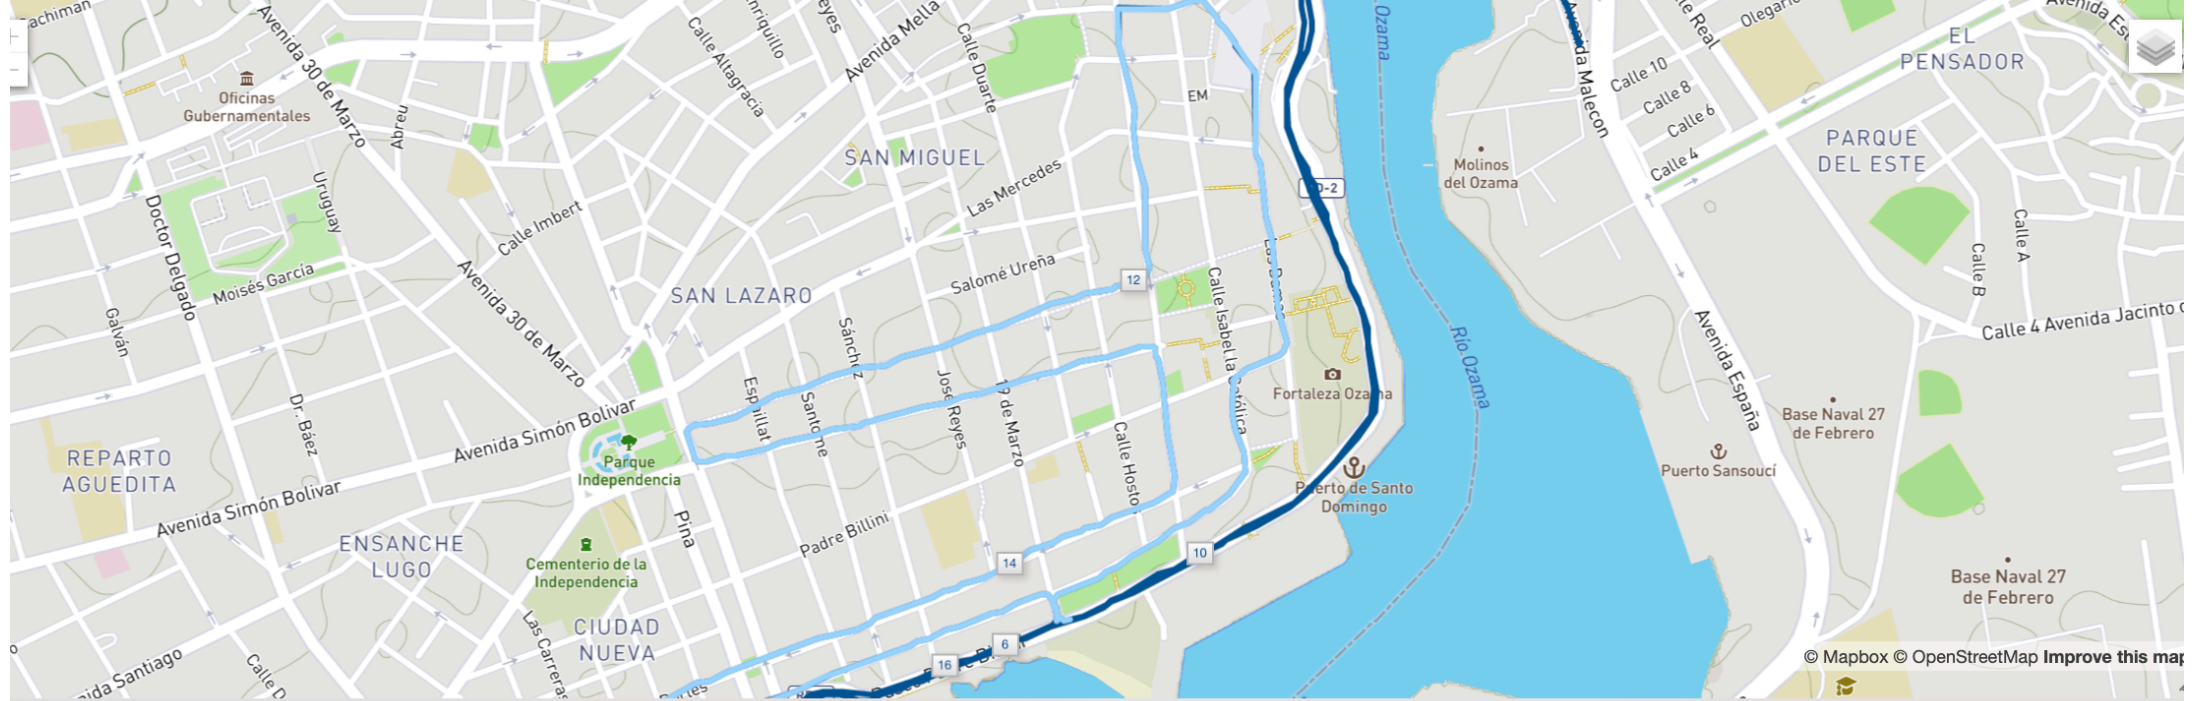 Avenida 30 de Marzo
Calle Altagracia
Avenida Mella
Calle Duarte
Ozama
Avenida Malecon
Olegario
EL
PENSADOR
Calle 10
Calle 8
Calle 6
Calle 4
PARQUE
DEL ESTE
Oficinas
Gubernamentales
Abreu
EM
SAN MIGUEL
Molinos
del Ozama
Las Mercedes
Uruguay
Calle Imbert
Doctor Delgado
Moisés García
Calle A
Calle B
Salomé Ureña
12
SAN LAZARO
Calle Isabel la Católica
Las Damas
Avenida 30 de Marzo
Galván
Sánchez
Río Ozama
Avenida España
Calle 4 Avenida Jacinto
Fortaleza Ozama
Espaillat
Santome
Jose Reyes
19 de Marzo
Dr. Báez
Avenida Simón Bolivar
Base Naval 27
de Febrero
Calle Hostos
REPARTO
AGUEDITA
Parque
Independencia
Puerto Sansoucí
Puerto de Santo
Domingo
Avenida Simón Bolivar
Pina
Padre Billini
ENSANCHE
LUGO
10
14
Cementerio de la
Independencia
Base Naval 27
de Febrero
CIUDAD
NUEVA
Las Carreras
6
16
© Mapbox © OpenStreetMap Improve this map